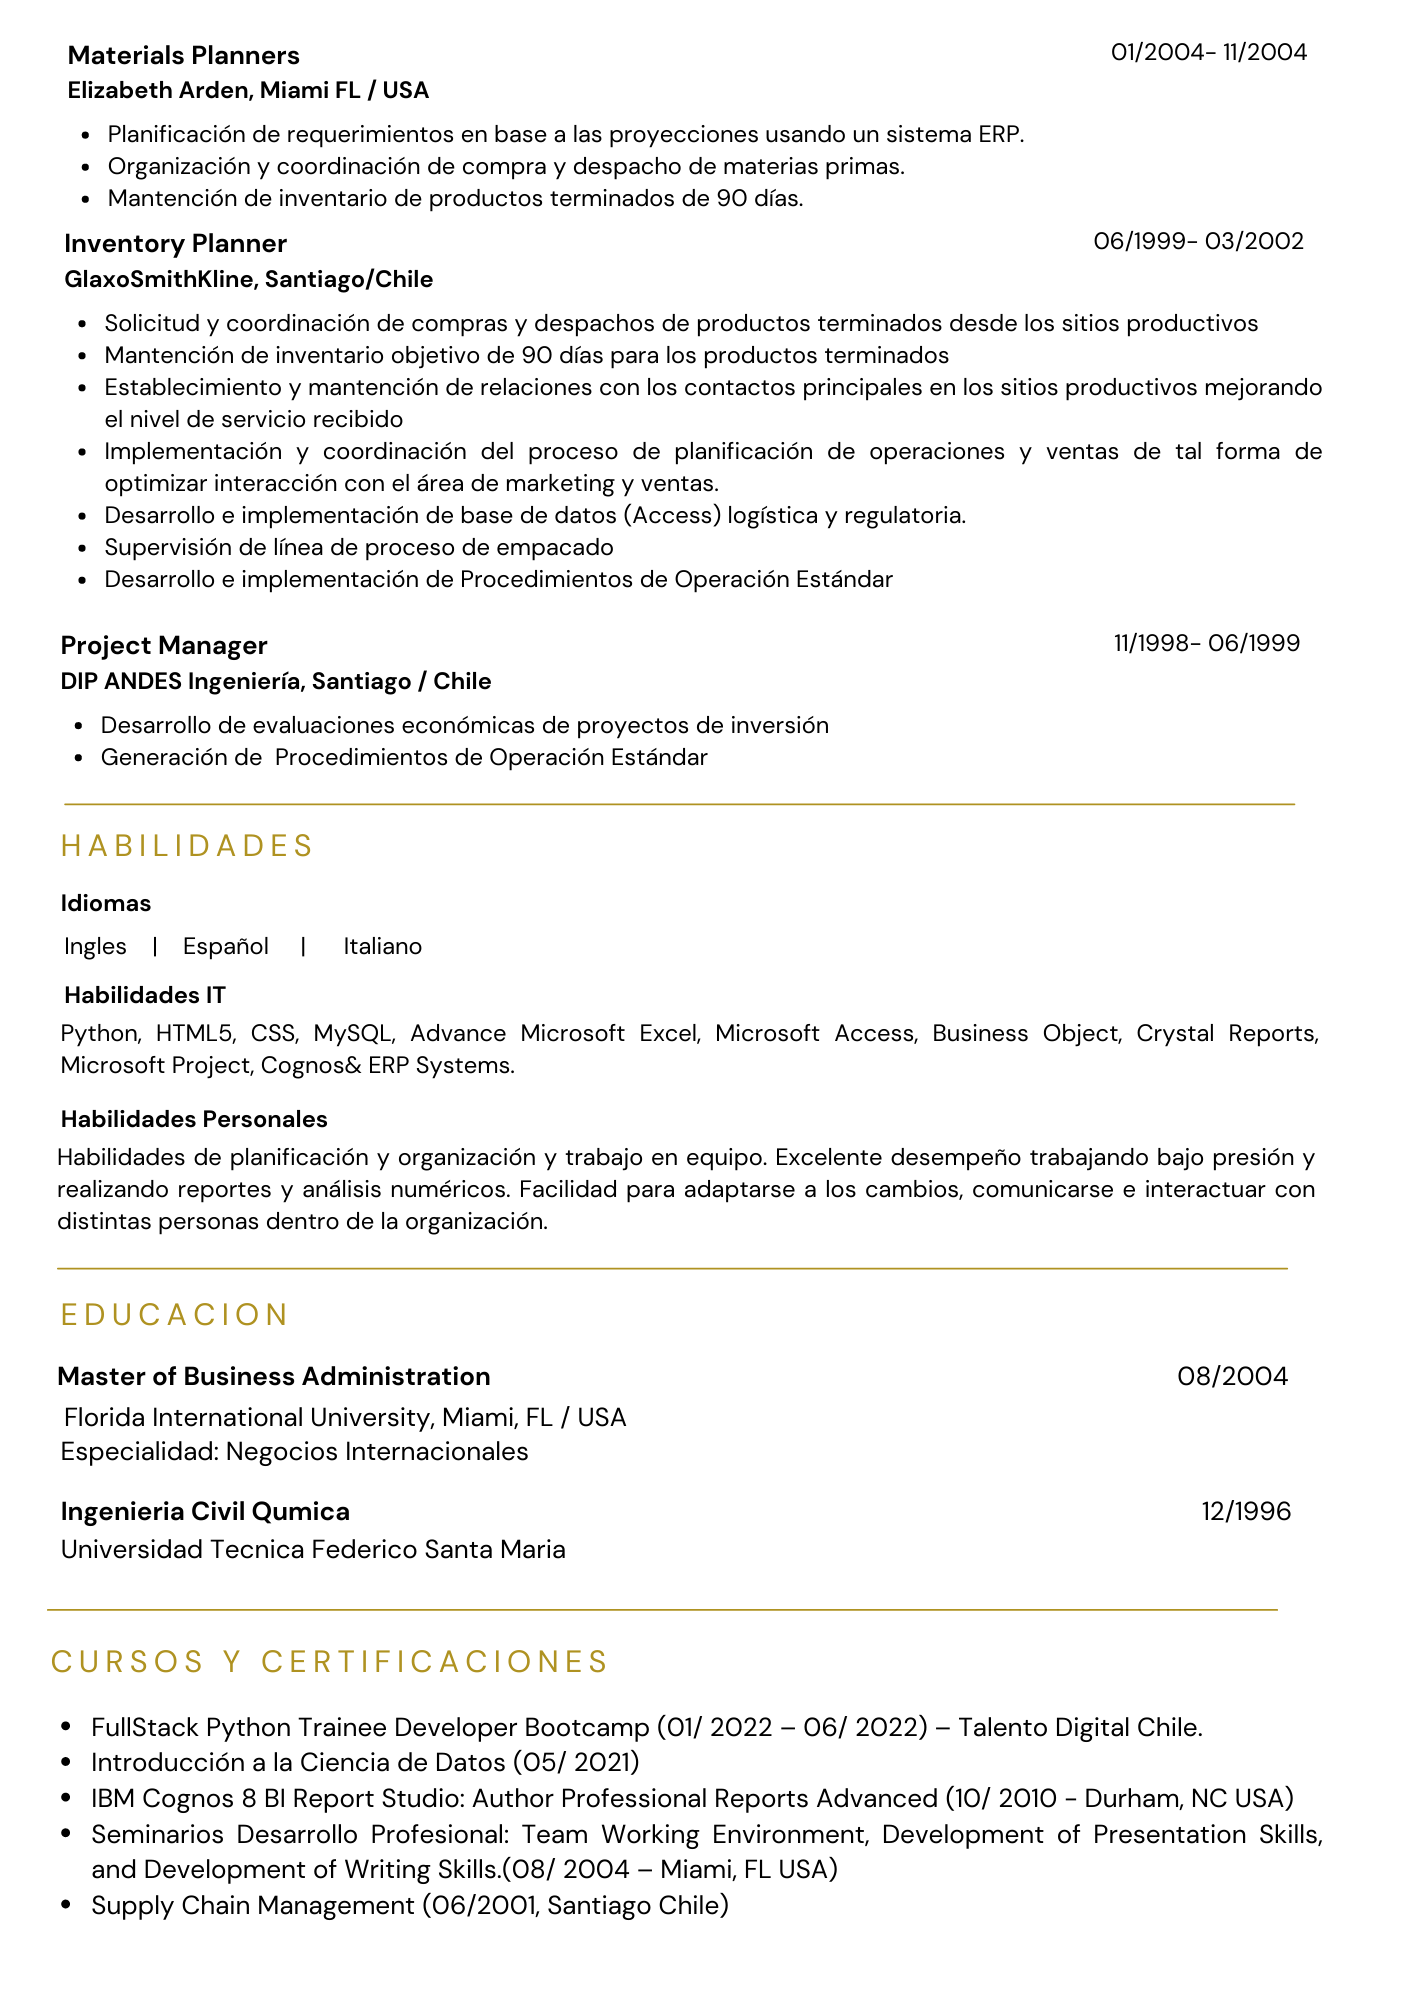 Materials Planners 01/2004- 11/2004
Elizabeth Arden, Miami FL / USA
• Planificación de requerimientos en base a las proyecciones usando un sistema ERP.
• Organización y coordinación de compra y despacho de materias primas.
• Mantención de inventario de productos terminados de 90 días.
Inventory Planner 06/1999- 03/2002
GlaxoSmithKline, Santiago/Chile
• Solicitud y coordinación de compras y despachos de productos terminados desde los sitios productivos
• Mantención de inventario objetivo de 90 días para los productos terminados
• Establecimiento y mantención de relaciones con los contactos principales en los sitios productivos mejorando
el nivel de servicio recibido
• Implementación y coordinación del proceso de planificación de operaciones y ventas de tal forma de
optimizar interacción con el área de marketing y ventas.
• Desarrollo e implementación de base de datos (Access) logística y regulatoria.
• Supervisión de línea de proceso de empacado
• Desarrollo e implementación de Procedimientos de Operación Estándar
Project Manager 11/1998- 06/1999
DIP ANDES Ingeniería, Santiago / Chile
• Desarrollo de evaluaciones económicas de proyectos de inversión
• Generación de  Procedimientos de Operación Estándar
HABILIDADES
Idiomas
Ingles | Español | Italiano
Habilidades IT
Python, HTML5, CSS, MySQL, Advance Microsoft Excel, Microsoft Access, Business Object, Crystal Reports,
Microsoft Project, Cognos& ERP Systems.
Habilidades Personales
Habilidades de planificación y organización y trabajo en equipo. Excelente desempeño trabajando bajo presión y
realizando reportes y análisis numéricos. Facilidad para adaptarse a los cambios, comunicarse e interactuar con
distintas personas dentro de la organización.
EDUCACION
Master of Business Administration 08/2004
Florida International University, Miami, FL / USA
Especialidad: Negocios Internacionales
Ingenieria Civil Qumica 12/1996
Universidad Tecnica Federico Santa Maria
CURSOS Y CERTIFICACIONES
• FullStack Python Trainee Developer Bootcamp (01/ 2022 – 06/ 2022) – Talento Digital Chile.
• Introducción a la Ciencia de Datos (05/ 2021)
• IBM Cognos 8 BI Report Studio: Author Professional Reports Advanced (10/ 2010 - Durham, NC USA)
• Seminarios Desarrollo Profesional: Team Working Environment, Development of Presentation Skills,
and Development of Writing Skills.(08/ 2004 – Miami, FL USA)
• Supply Chain Management (06/2001, Santiago Chile)